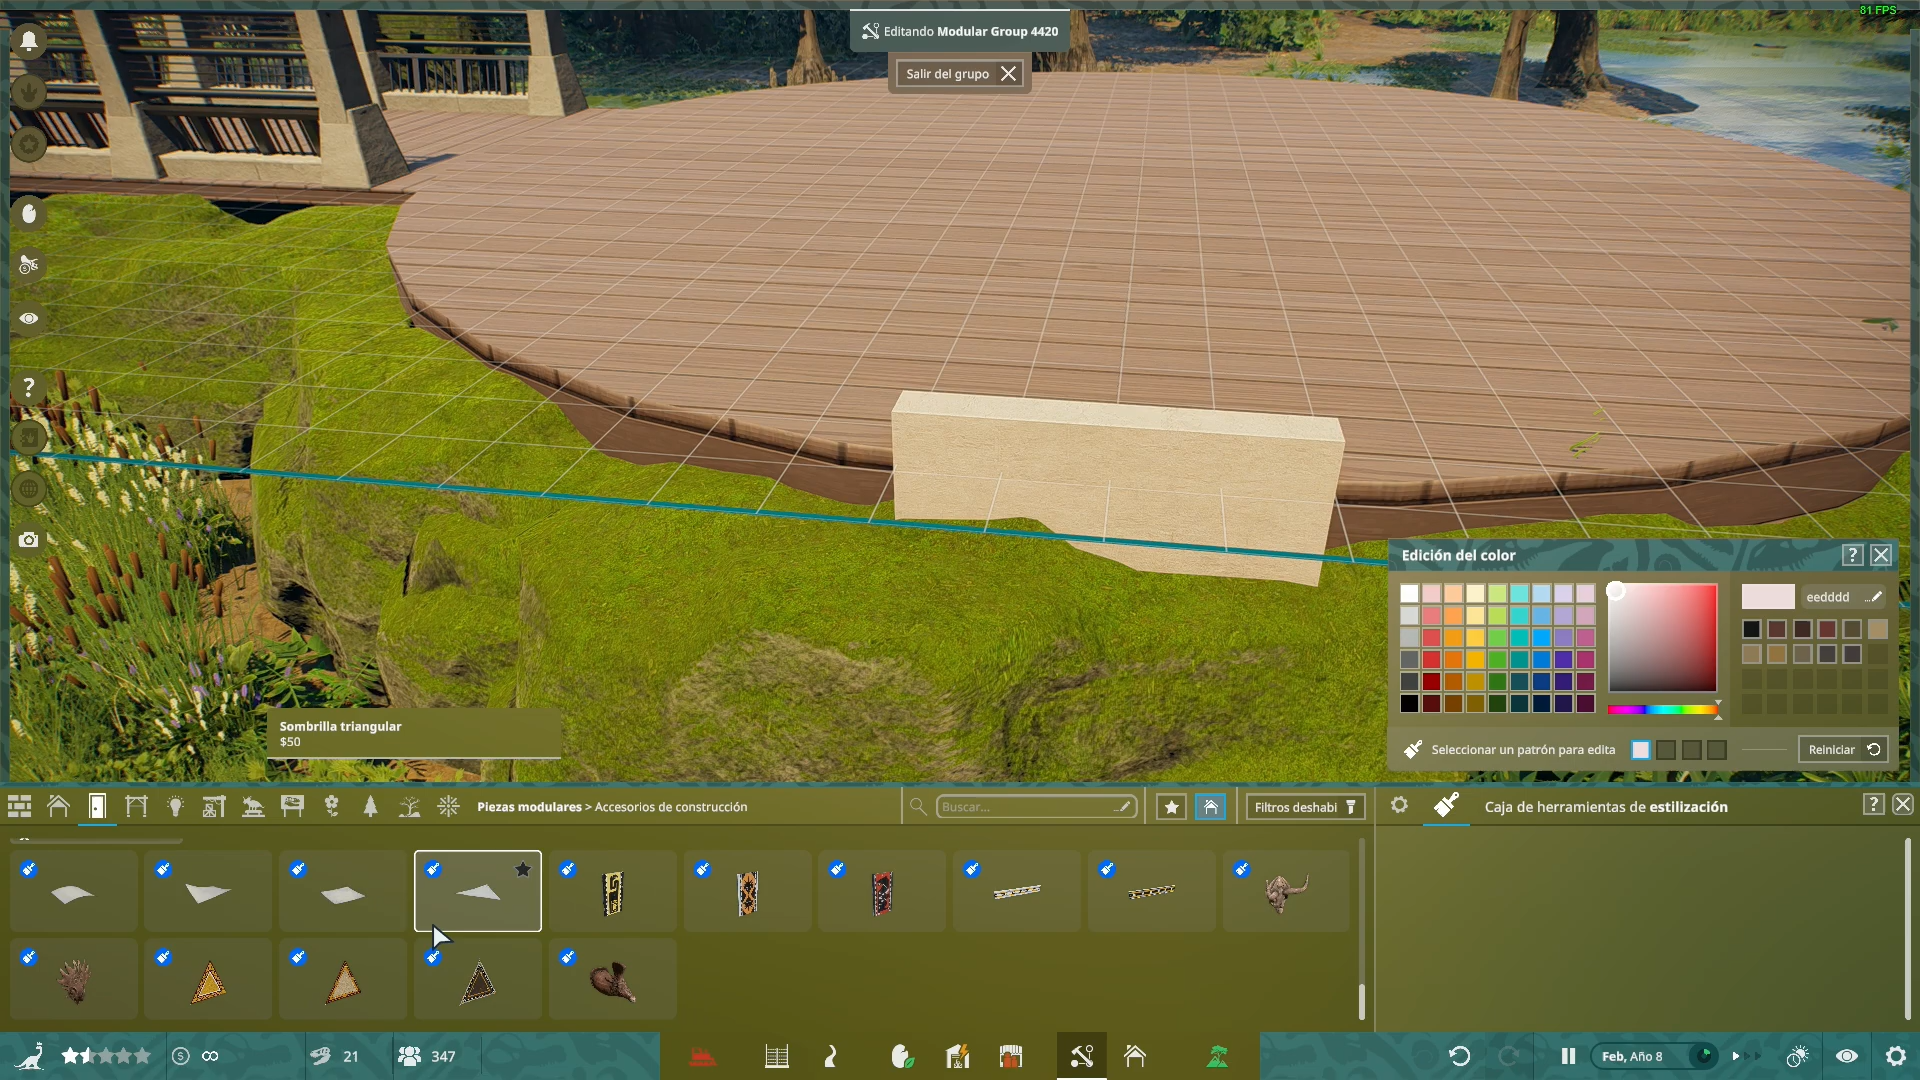 81 FPS
Editando Modular Group 4420
Salir del grupo
Edición del color
?
eedddd ...
Seleccionar un patrón para edita
Reiniciar
Sombrilla triangular
$50
Piezas modulares > Accesorios de construcción
Buscar...
Filtros deshabi
Caja de herramientas de estilización
?
?
21
347
Feb, Año 8